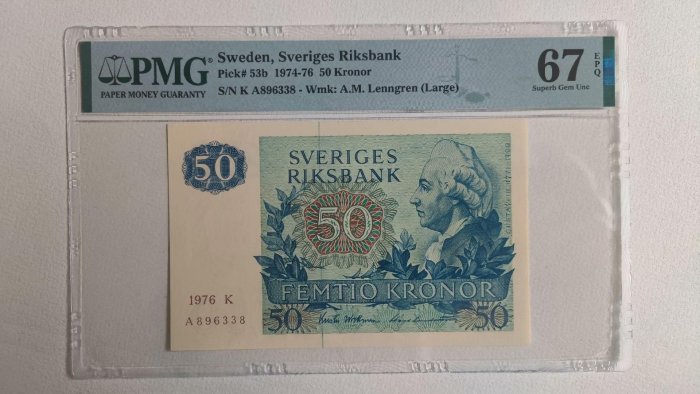 PMG
PAPER MONEY GUARANTY
Sweden, Sveriges Riksbank
Pick# 53b 1974-76 50 Kronor
S/N K A896338 - Wmk: A.M. Lenngren (Large)
67 EPQ
Superb Gem Unc
50
SVERIGES
RIKSBANK
50
1976 K
A896338
FEMTIO KRONOR
50
50